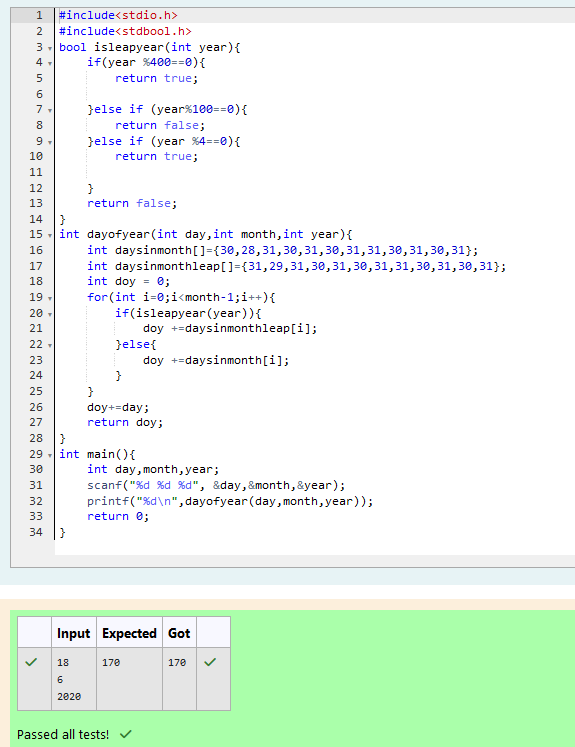 1 #include<stdio.h>
2 #include<stdbool.h>
3 bool isleapyear(int year){
4     if(year %400==0){
5         return true;
6
7     }else if (year%100==0){
8         return false;
9     }else if (year %4==0){
10         return true;
11
12     }
13     return false;
14 }
15 int dayofyear(int day,int month,int year){
16     int daysinmonth[]={30,28,31,30,31,30,31,31,30,31,30,31};
17     int daysinmonthleap[]={31,29,31,30,31,30,31,31,30,31,30,31};
18     int doy = 0;
19     for(int i=0;i<month-1;i++){
20         if(isleapyear(year)){
21             doy +=daysinmonthleap[i];
22         }else{
23             doy +=daysinmonth[i];
24         }
25     }
26     doy+=day;
27     return doy;
28 }
29 int main(){
30     int day,month,year;
31     scanf("%d %d %d", &day,&month,&year);
32     printf("%d\n",dayofyear(day,month,year));
33     return 0;
34 }
Input Expected Got
18 170 170
6
2020
Passed all tests!